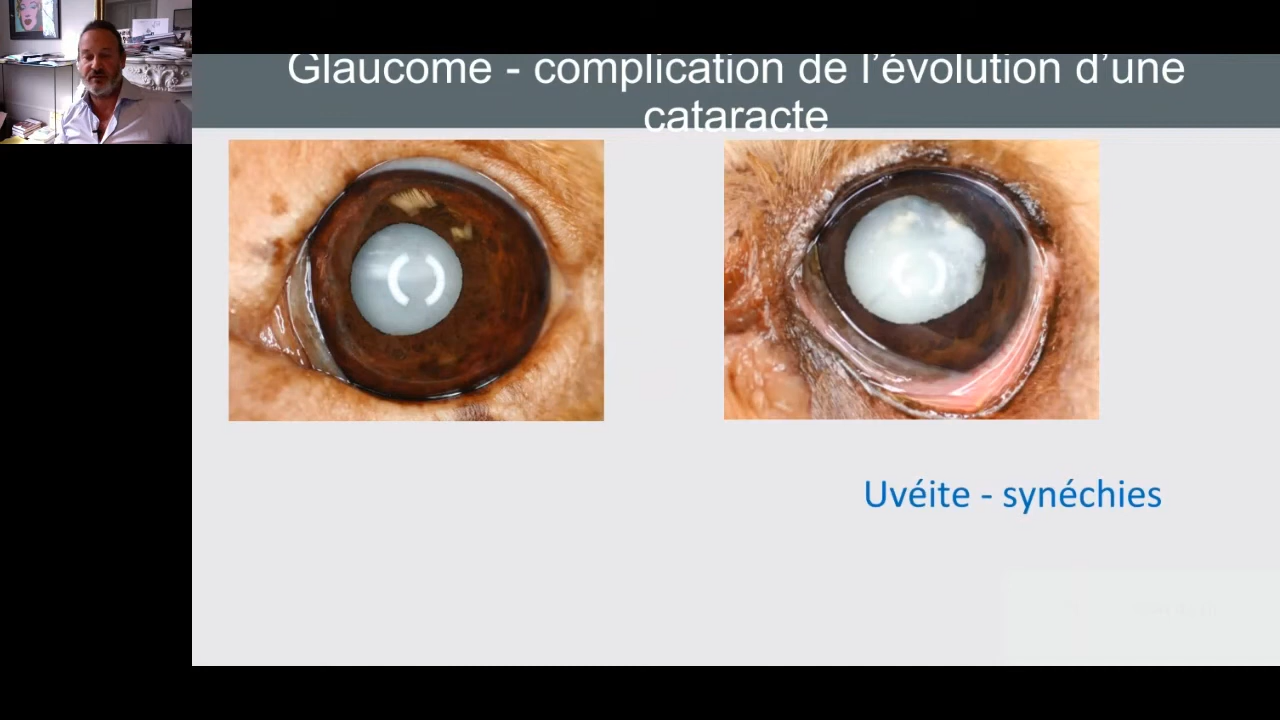 Glaucome - complication de l’évolution d’une
cataracte
Uvéite - synéchies